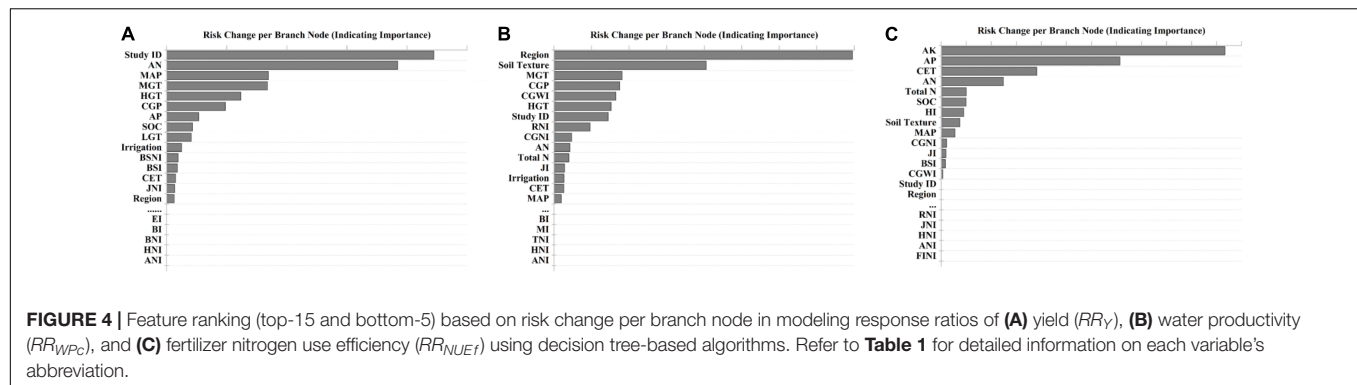 A
Risk Change per Branch Node (Indicating Importance)
Study ID
AN
MAP
MGT
HGT
CGP
AP
SOC
LGT
Irrigation
BSNI
BSI
CET
JNI
Region
......
EI
BI
BNI
HNI
ANI
B
Risk Change per Branch Node (Indicating Importance)
Region
Soil Texture
MGT
CGP
CGWI
HGT
Study ID
RNI
CGNI
AN
Total N
JI
Irrigation
CET
MAP
...
BI
MI
TNI
HNI
ANI
C
Risk Change per Branch Node (Indicating Importance)
AK
AP
CET
AN
Total N
SOC
HI
Soil Texture
MAP
CGNI
JI
BSI
CGWI
Study ID
Region
...
RNI
JNI
HNI
ANI
FINI
FIGURE 4 | Feature ranking (top-15 and bottom-5) based on risk change per branch node in modeling response ratios of (A) yield (RRY), (B) water productivity
(RRWPc), and (C) fertilizer nitrogen use efficiency (RRNUEf) using decision tree-based algorithms. Refer to Table 1 for detailed information on each variable's
abbreviation.